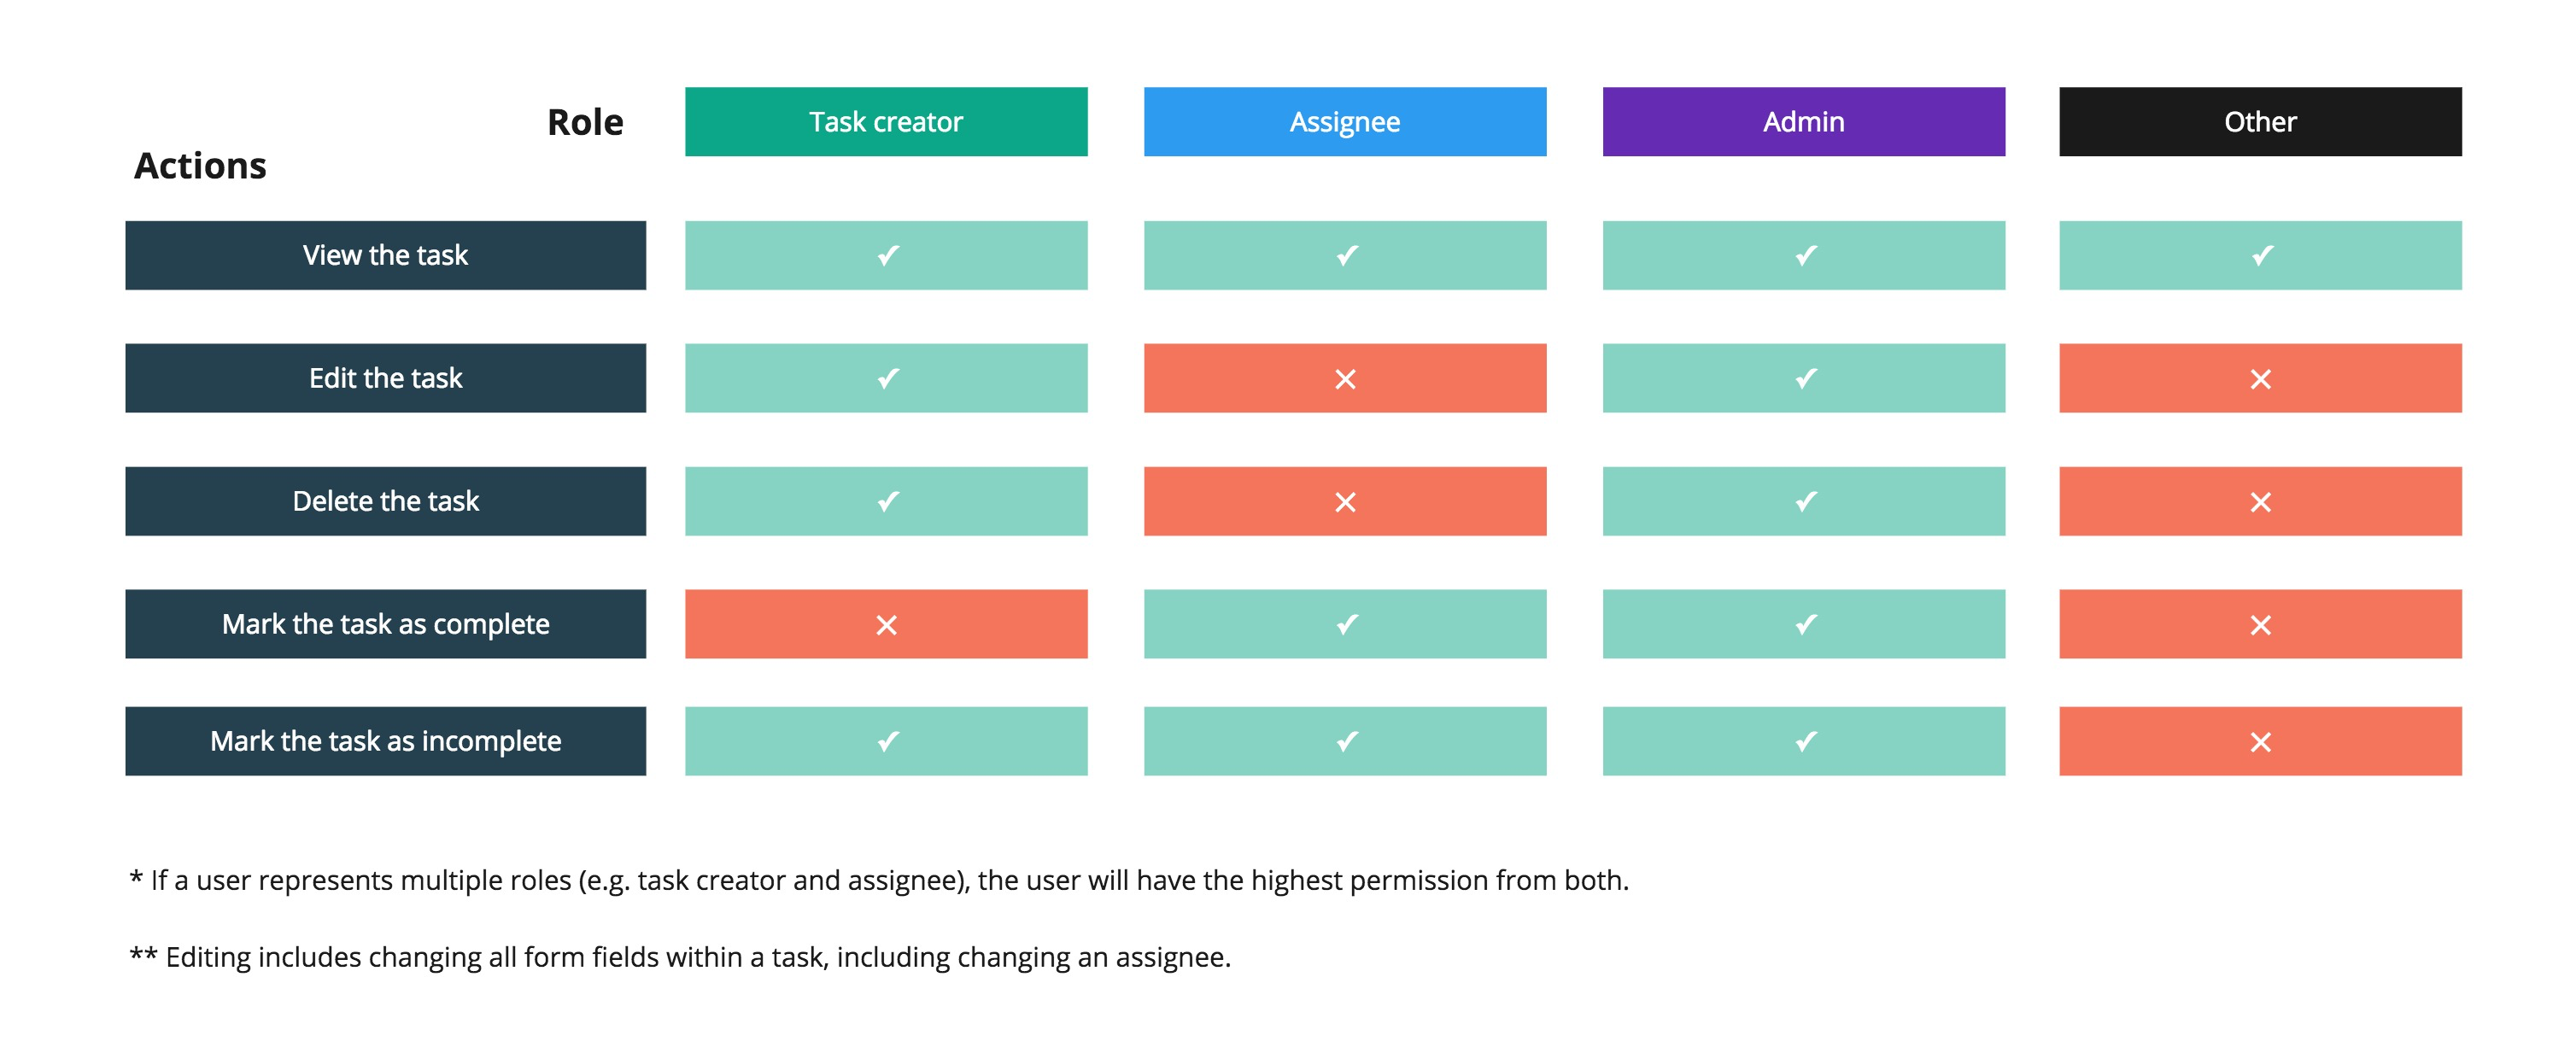 Role
Task creator
Assignee
Admin
Other
Actions
View the task
✓ ✓ ✓ ✓
Edit the task
✓ ✕ ✓ ✕
Delete the task
✓ ✕ ✓ ✕
Mark the task as complete
✕ ✓ ✓ ✕
Mark the task as incomplete
✓ ✓ ✓ ✕
* If a user represents multiple roles (e.g. task creator and assignee), the user will have the highest permission from both.
** Editing includes changing all form fields within a task, including changing an assignee.